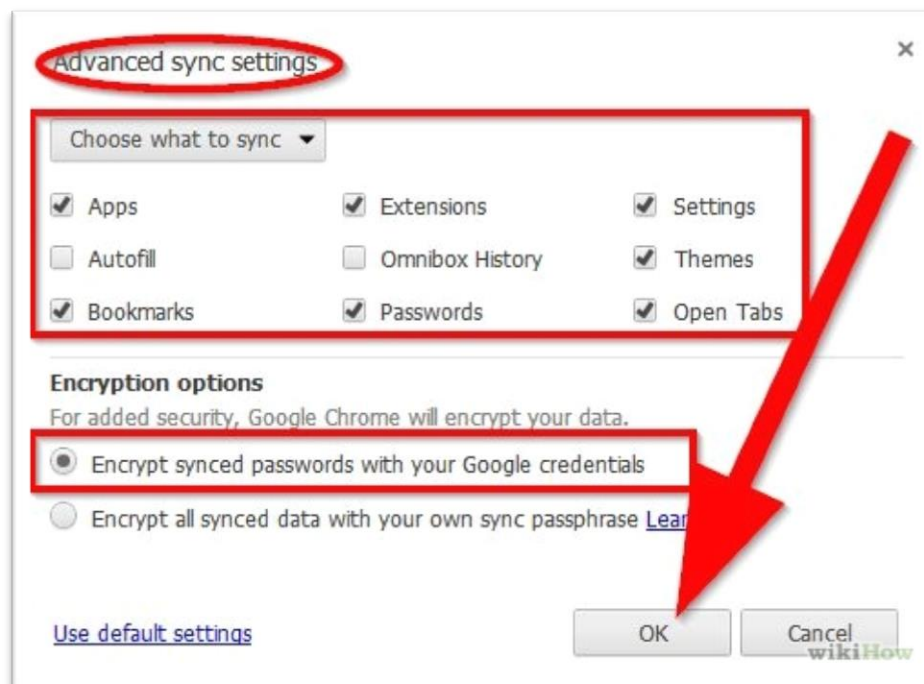 Advanced sync settings
Choose what to sync
Apps Extensions Settings
Autofill Omnibox History Themes
Bookmarks Passwords Open Tabs
Encryption options
For added security, Google Chrome will encrypt your data.
Encrypt synced passwords with your Google credentials
Encrypt all synced data with your own sync passphrase
Use default settings OK Cancel
wikiHow